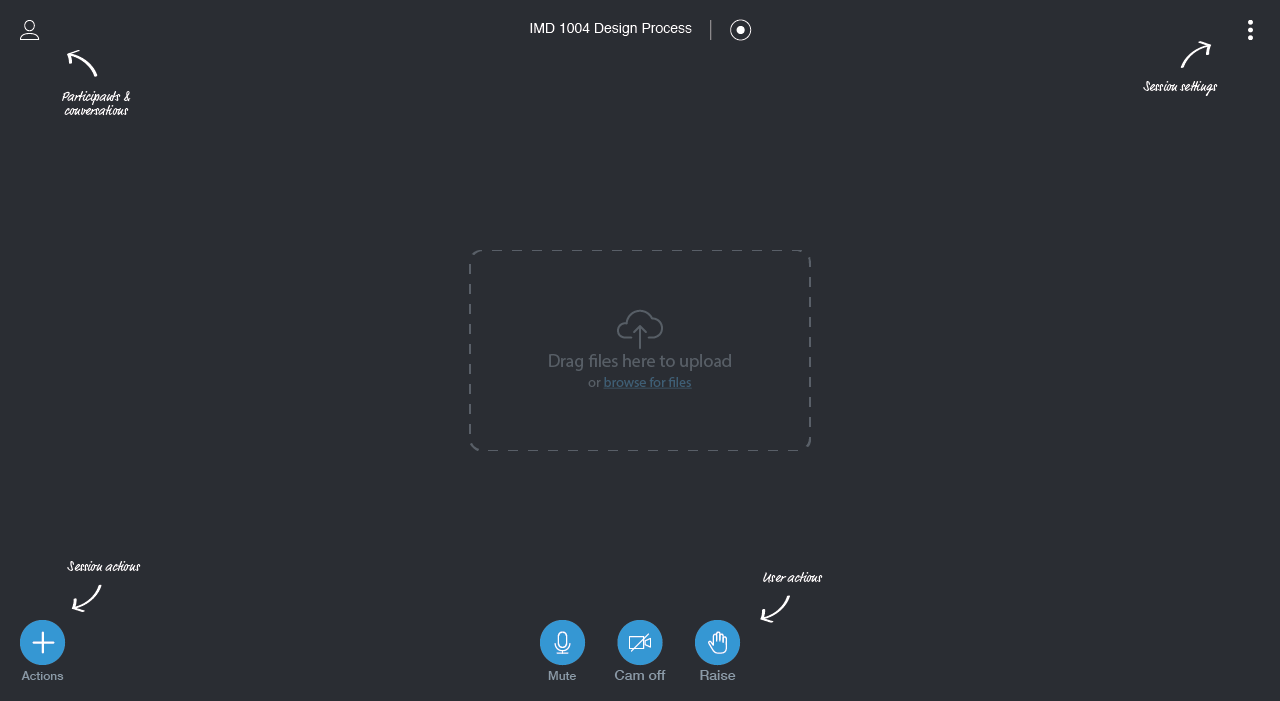 IMD 1004 Design Process
Participants &
conversations
Session settings
Drag files here to upload
or browse for files
Session actions
User actions
Actions
Mute
Cam off
Raise